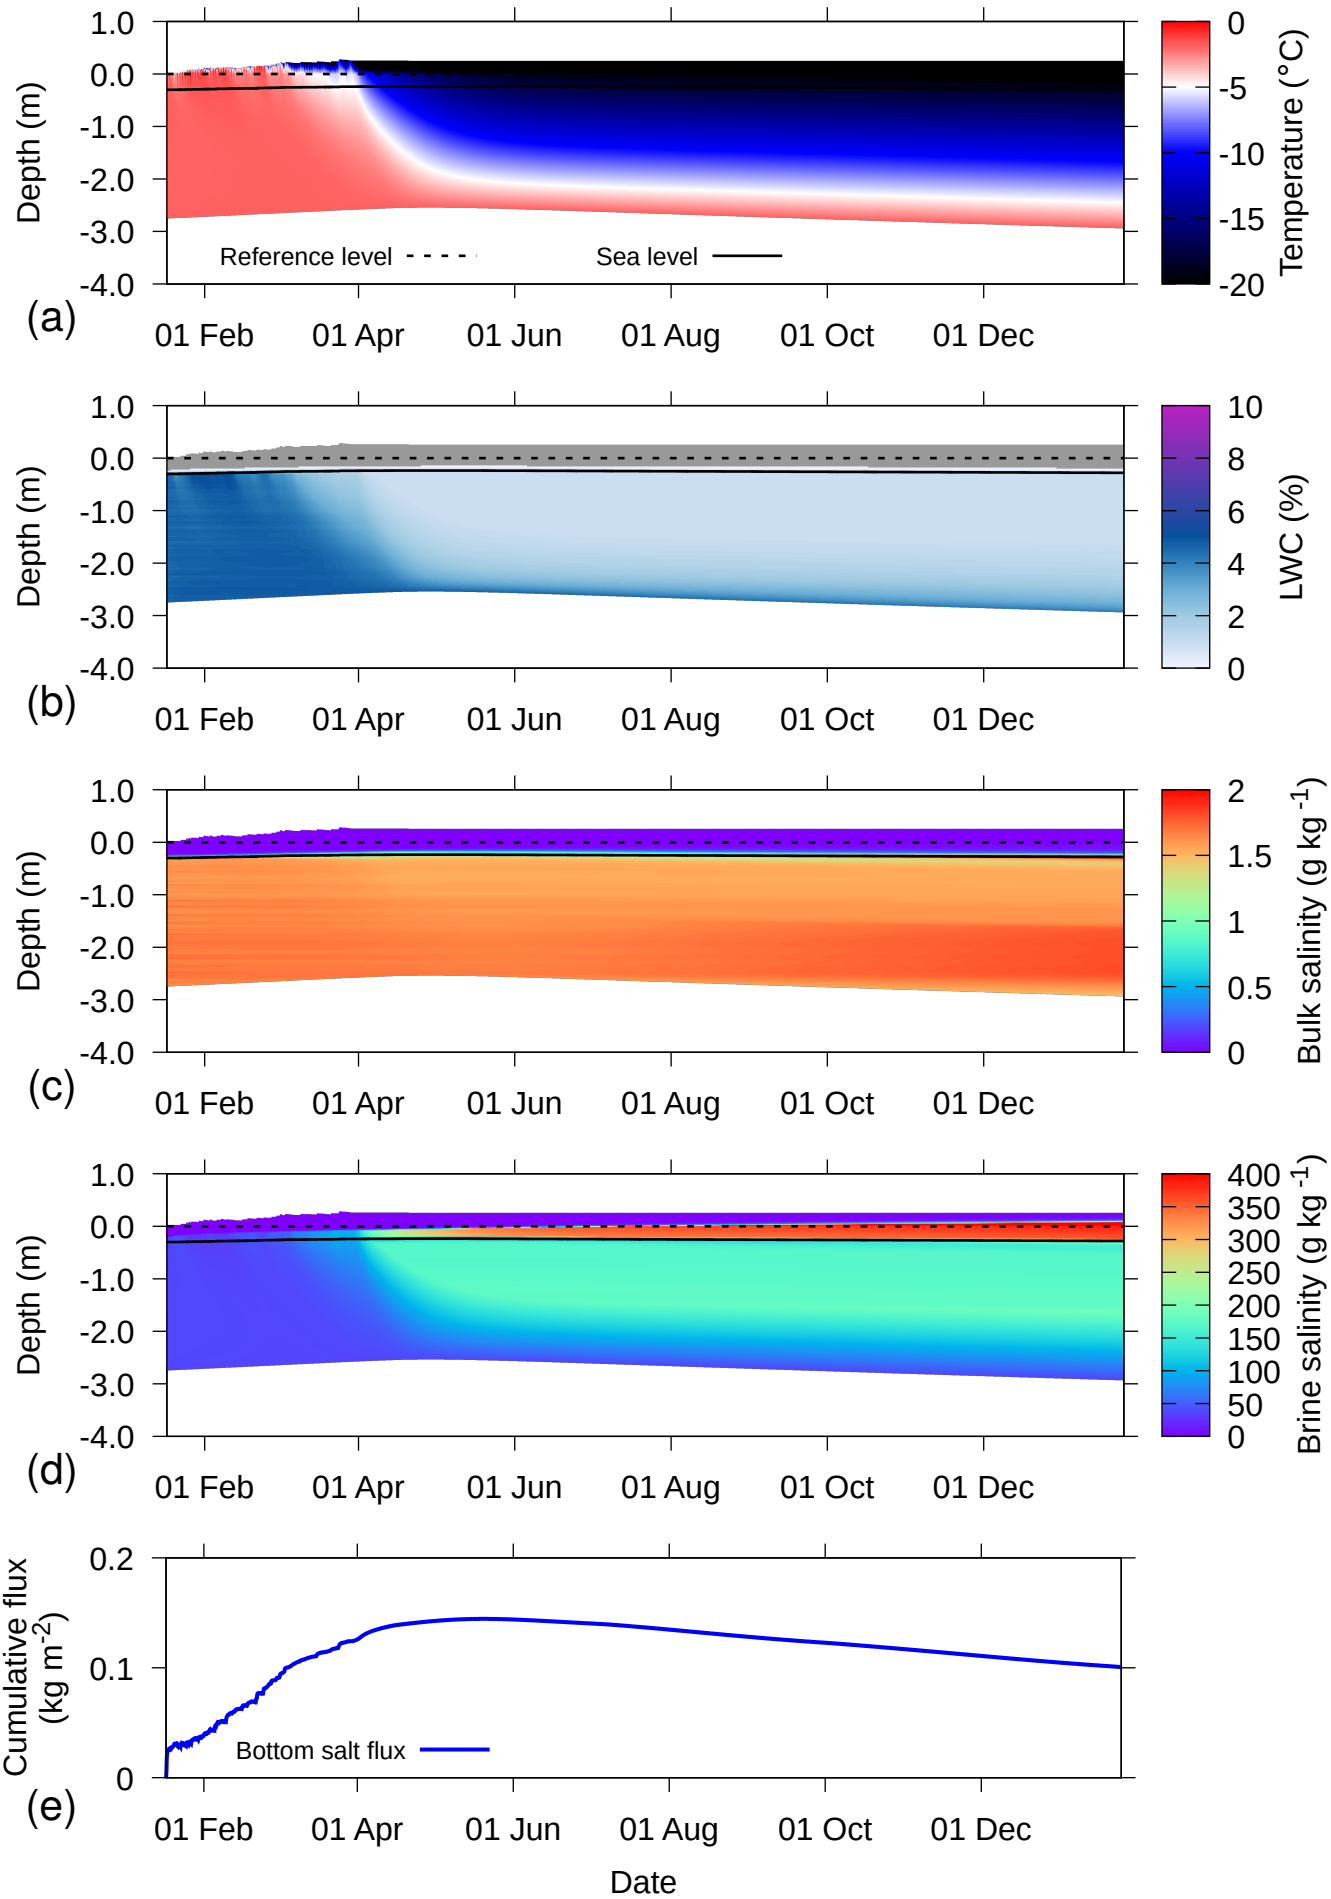 1.0
0.0
-1.0
-2.0
-3.0
-4.0
Depth (m)
Reference level
Sea level
0
-5
-10
-15
-20
Temperature (°C)
(a)
01 Feb 01 Apr 01 Jun 01 Aug 01 Oct 01 Dec
1.0
0.0
-1.0
-2.0
-3.0
-4.0
Depth (m)
10
8
6
4
2
0
LWC (%)
(b)
01 Feb 01 Apr 01 Jun 01 Aug 01 Oct 01 Dec
1.0
0.0
-1.0
-2.0
-3.0
-4.0
Depth (m)
2
1.5
1
0.5
0
Bulk salinity (g kg -1)
(c)
01 Feb 01 Apr 01 Jun 01 Aug 01 Oct 01 Dec
1.0
0.0
-1.0
-2.0
-3.0
-4.0
Depth (m)
400
350
300
250
200
150
100
50
0
Brine salinity (g kg -1)
(d)
01 Feb 01 Apr 01 Jun 01 Aug 01 Oct 01 Dec
0.2
0.1
0
Cumulative flux
(kg m-2)
Bottom salt flux
(e)
01 Feb 01 Apr 01 Jun 01 Aug 01 Oct 01 Dec
Date